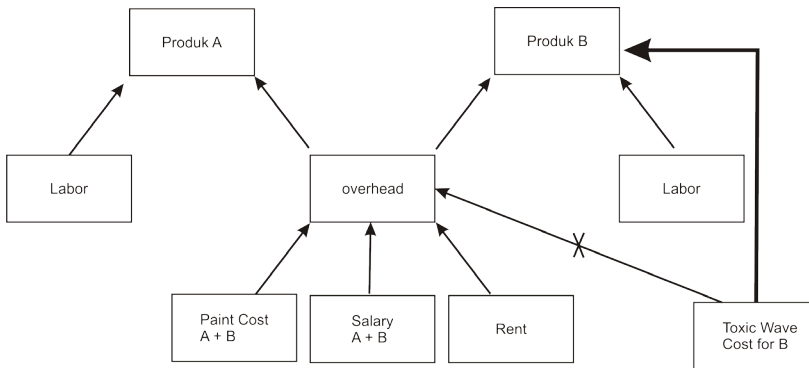 Produk A
Produk B
Labor
overhead
Labor
Paint Cost
A + B
Salary
A + B
Rent
Toxic Wave
Cost for B